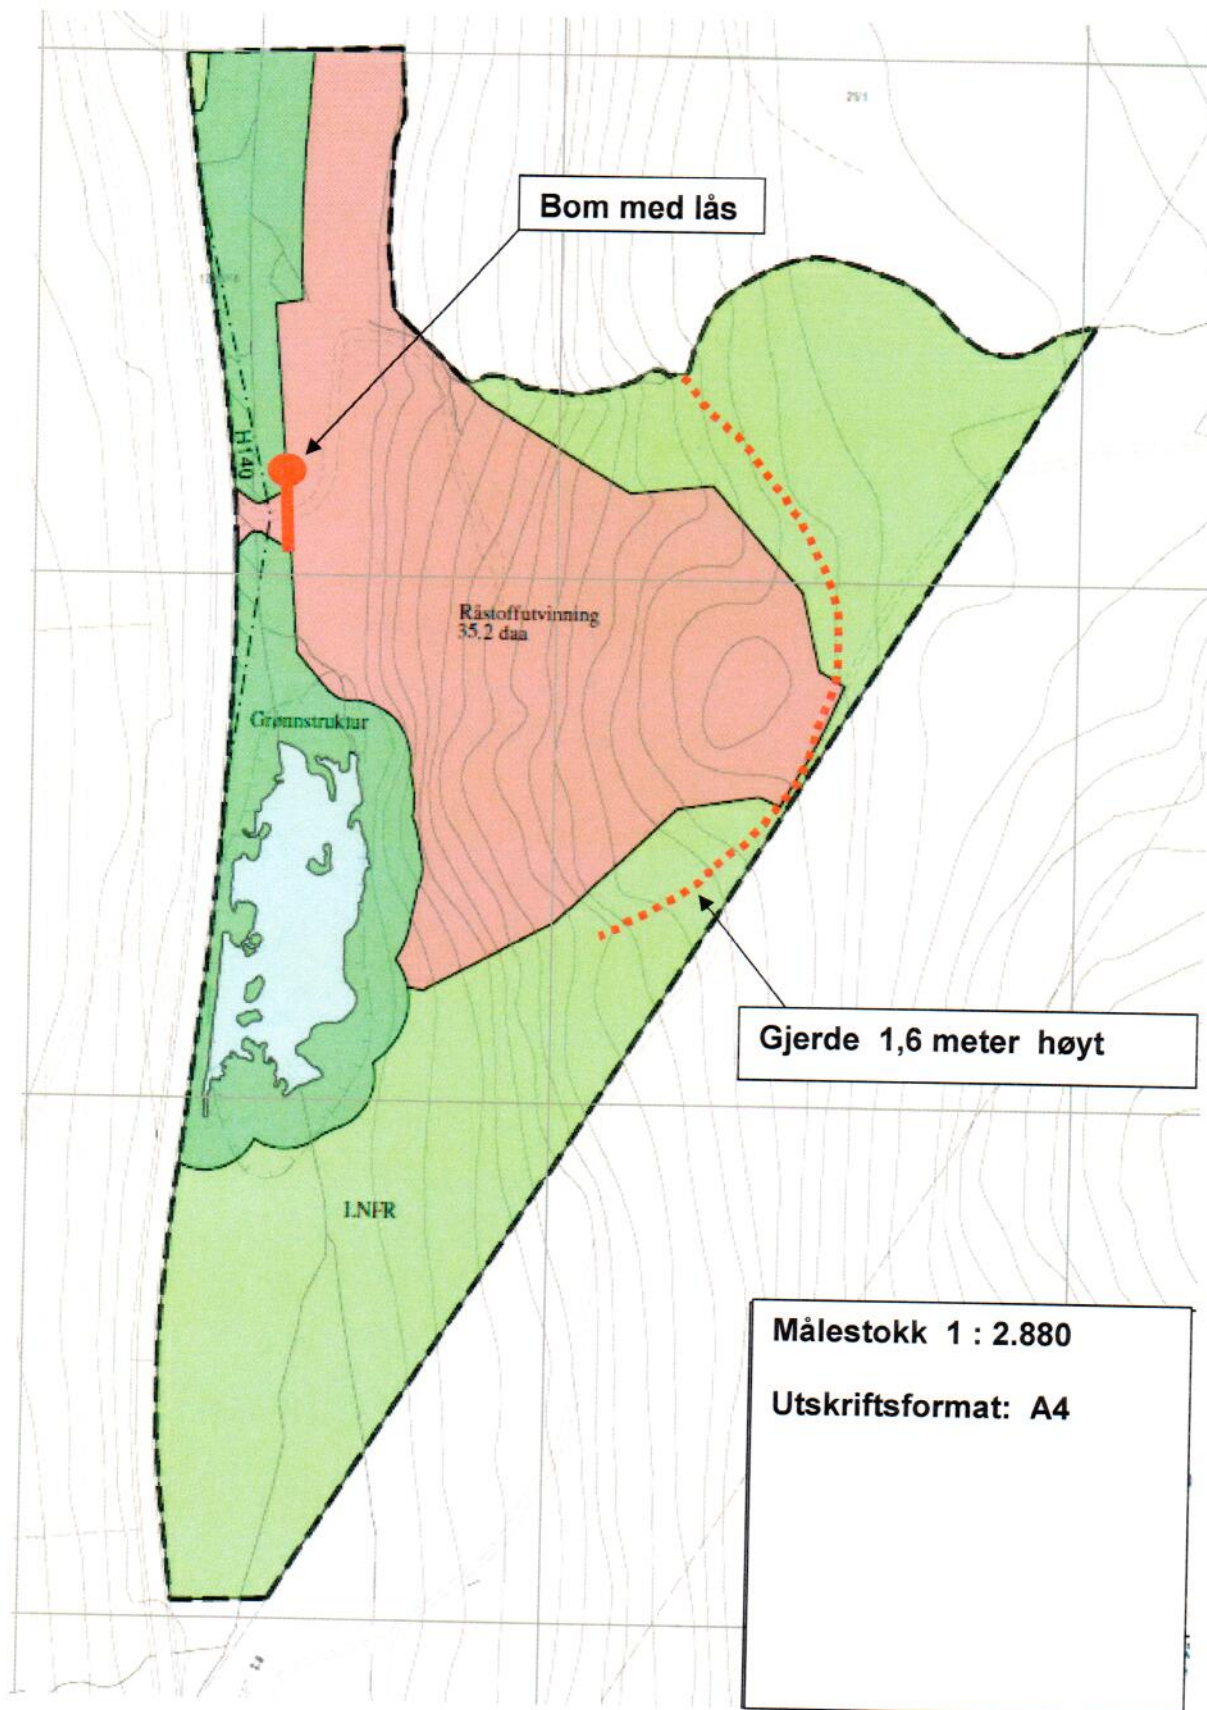 Bom med lås
H140
Råstoffutvinning
35,2 daa
Grønnstruktur
Gjerde 1,6 meter høyt
LNFR
Målestokk 1 : 2.880
Utskriftsformat: A4